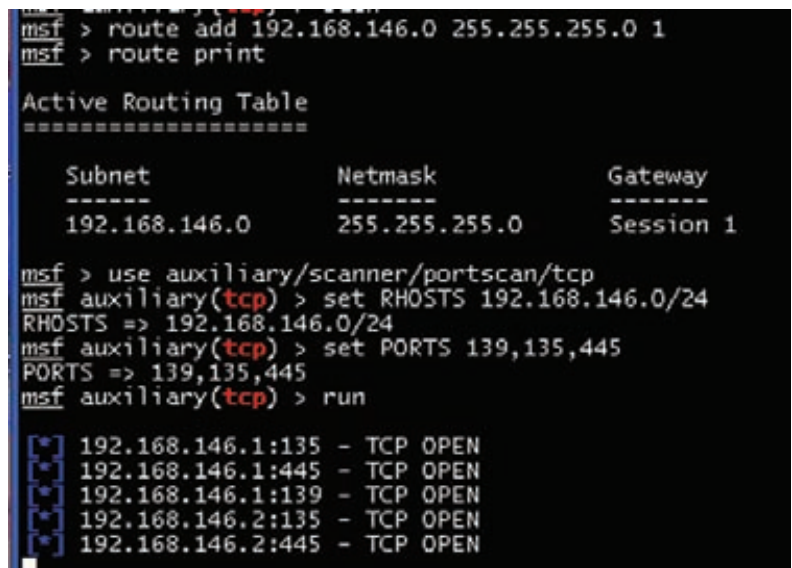 msf > route add 192.168.146.0 255.255.255.0 1
msf > route print
Active Routing Table
====================
Subnet Netmask Gateway
------ ------- -------
192.168.146.0 255.255.255.0 Session 1
msf > use auxiliary/scanner/portscan/tcp
msf auxiliary(tcp) > set RHOSTS 192.168.146.0/24
RHOSTS => 192.168.146.0/24
msf auxiliary(tcp) > set PORTS 139,135,445
PORTS => 139,135,445
msf auxiliary(tcp) > run
[*] 192.168.146.1:135 - TCP OPEN
[*] 192.168.146.1:445 - TCP OPEN
[*] 192.168.146.1:139 - TCP OPEN
[*] 192.168.146.2:135 - TCP OPEN
[*] 192.168.146.2:445 - TCP OPEN